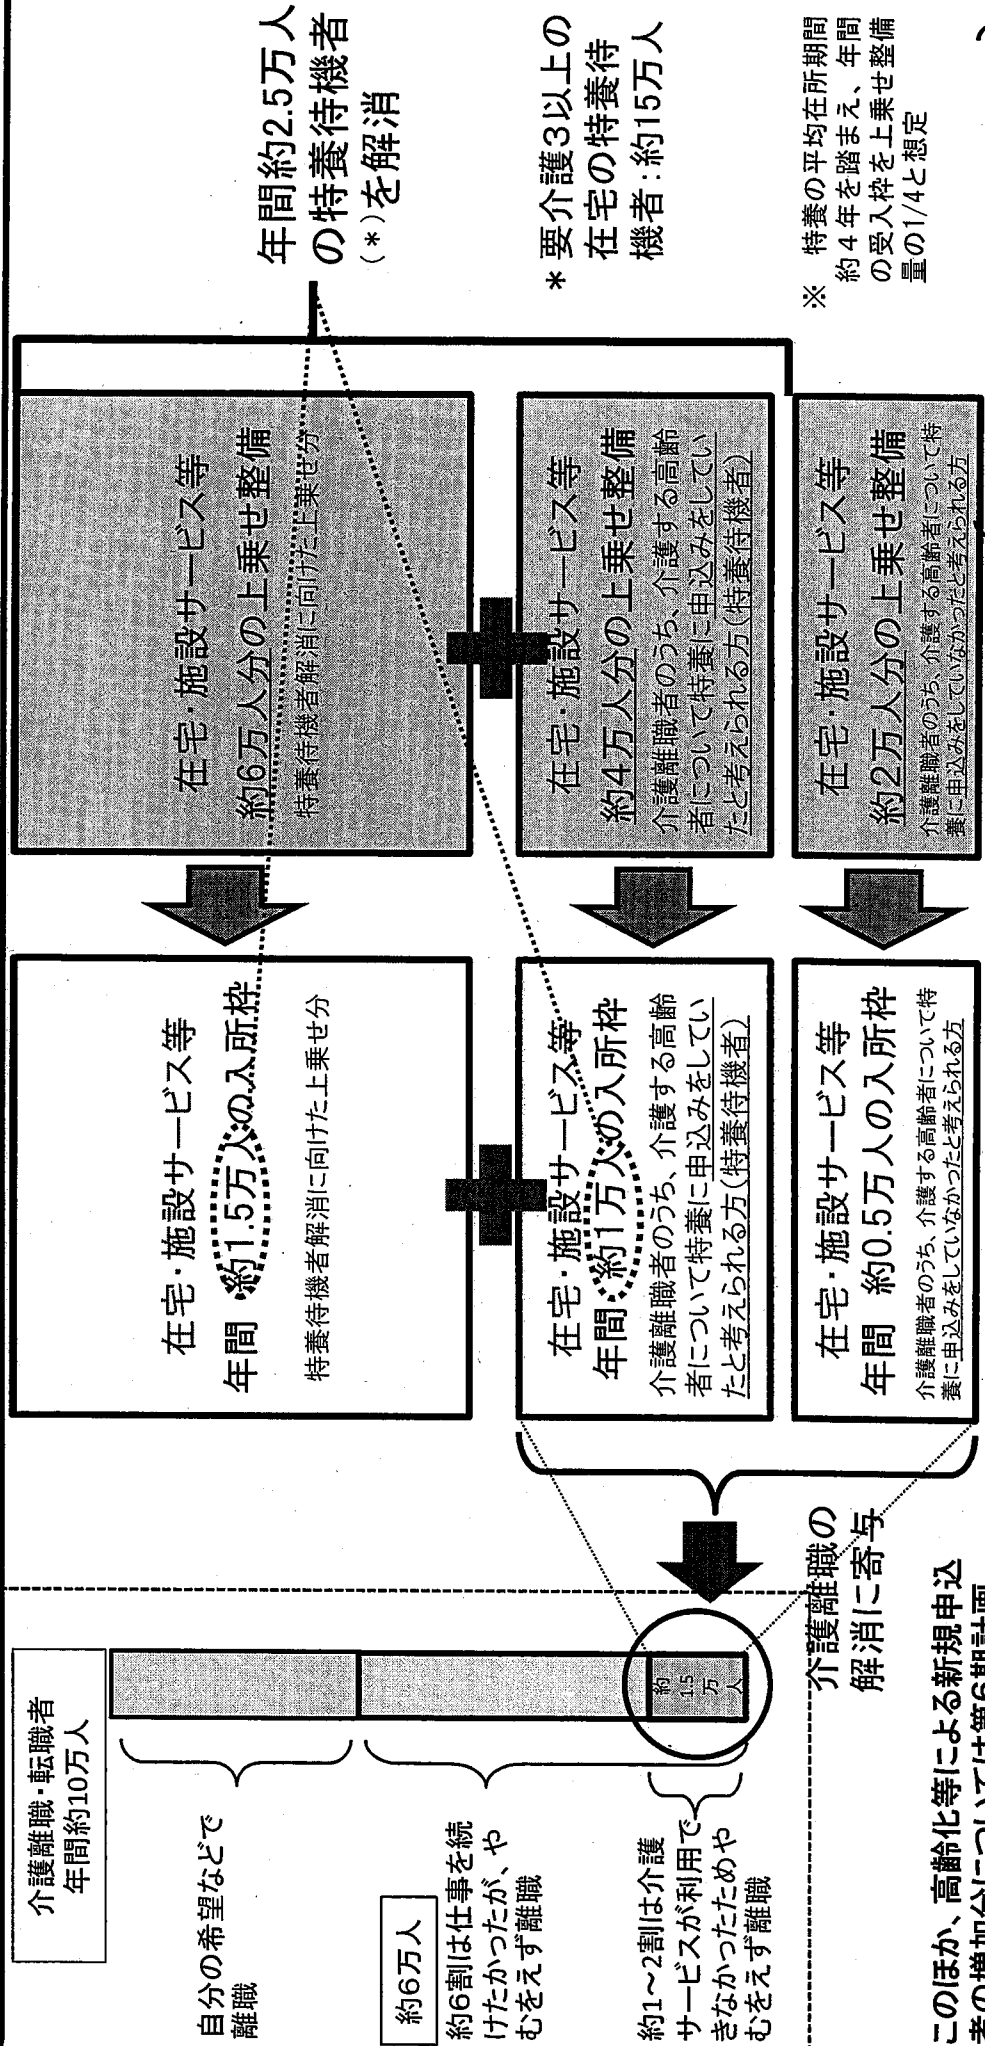 介護離職・転職者
年間約10万人
自分の希望などで
離職
約6万人
約6割は仕事を続
けたかったが、や
むをえず離職
約1~2割は介護
サービスが利用で
きなかったためや
むをえず離職
約
1.5
万
人
介護離職の
解消に寄与
在宅・施設サービス等
年間 約1.5万人の入所枠
特養待機者解消に向けた上乗せ分
在宅・施設サービス等
年間 約1万人の入所枠
介護離職者のうち、介護する高齢
者について特養に申込みをしてい
たと考えられる方(特養待機者)
在宅・施設サービス等
年間 約0.5万人の入所枠
介護離職者のうち、介護する高齢者について特
養に申込みをしていなかったと考えられる方
在宅・施設サービス等
約6万人分の上乗せ整備
特養待機者解消に向けた上乗せ分
在宅・施設サービス等
約4万人分の上乗せ整備
介護離職者のうち、介護する高齢
者について特養に申込みをしてい
たと考えられる方(特養待機者)
在宅・施設サービス等
約2万人分の上乗せ整備
介護離職者のうち、介護する高齢者について特
養に申込みをしていなかったと考えられる方
年間約2.5万人
の特養待機者
(*)を解消
*要介護3以上の
在宅の特養待
機者:約15万人
※ 特養の平均在所期間
約4年を踏まえ、年間
の受入枠を上乗せ整備
量の1/4と想定
このほか、高齢化等による新規申込
者の増加分については第6期計画